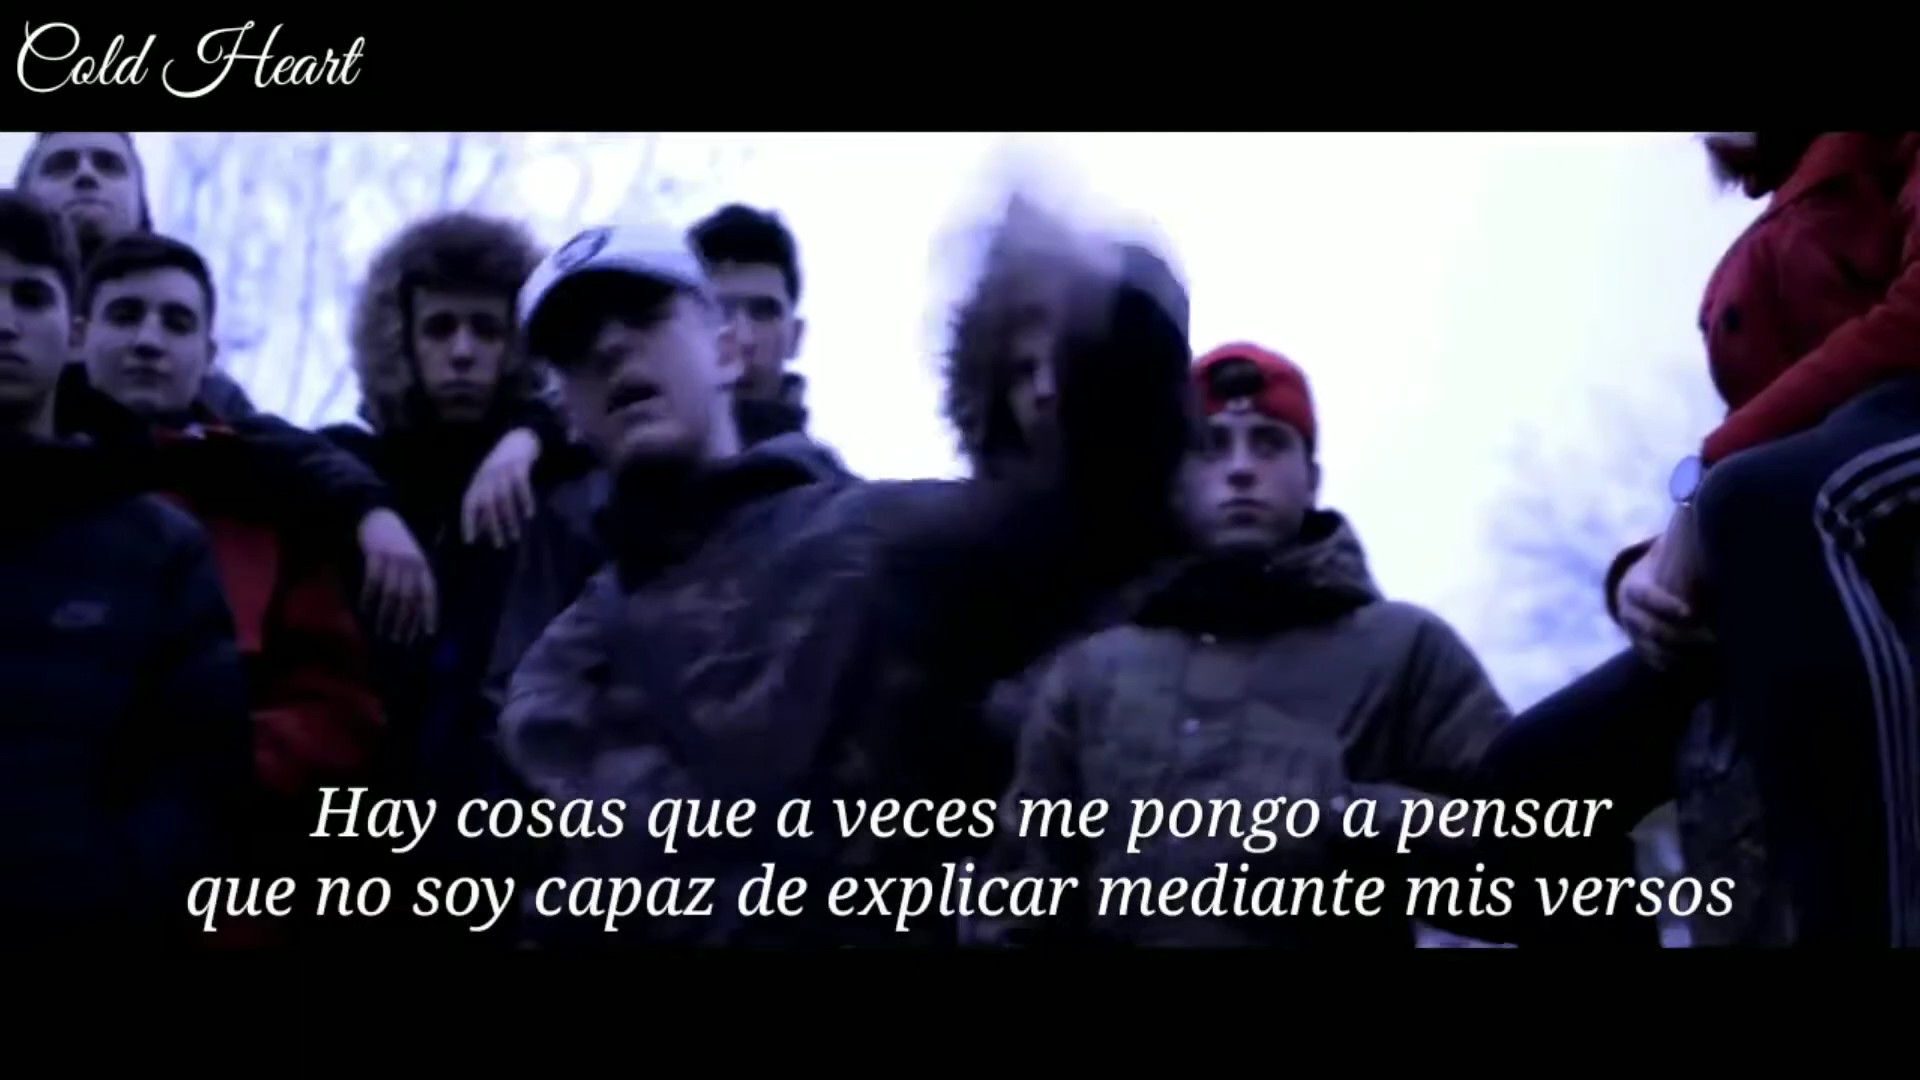 Cold Heart
Hay cosas que a veces me pongo a pensar
que no soy capaz de explicar mediante mis versos